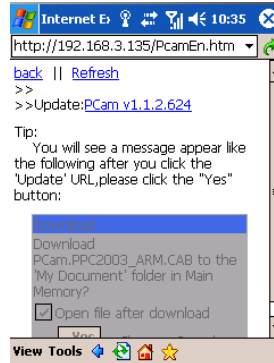 Internet Ex 10:35
http://192.168.3.135/PcamEn.htm
back || Refresh
>>
>>Update:PCam v1.1.2.624
Tip:
You will see a message appear like
the following after you click the
'Update' URL,please click the "Yes"
button:
Download
Download
PCam.PPC2003_ARM.CAB to the
'My Document' folder in Main
Memory?
Open file after download
Yes
View Tools